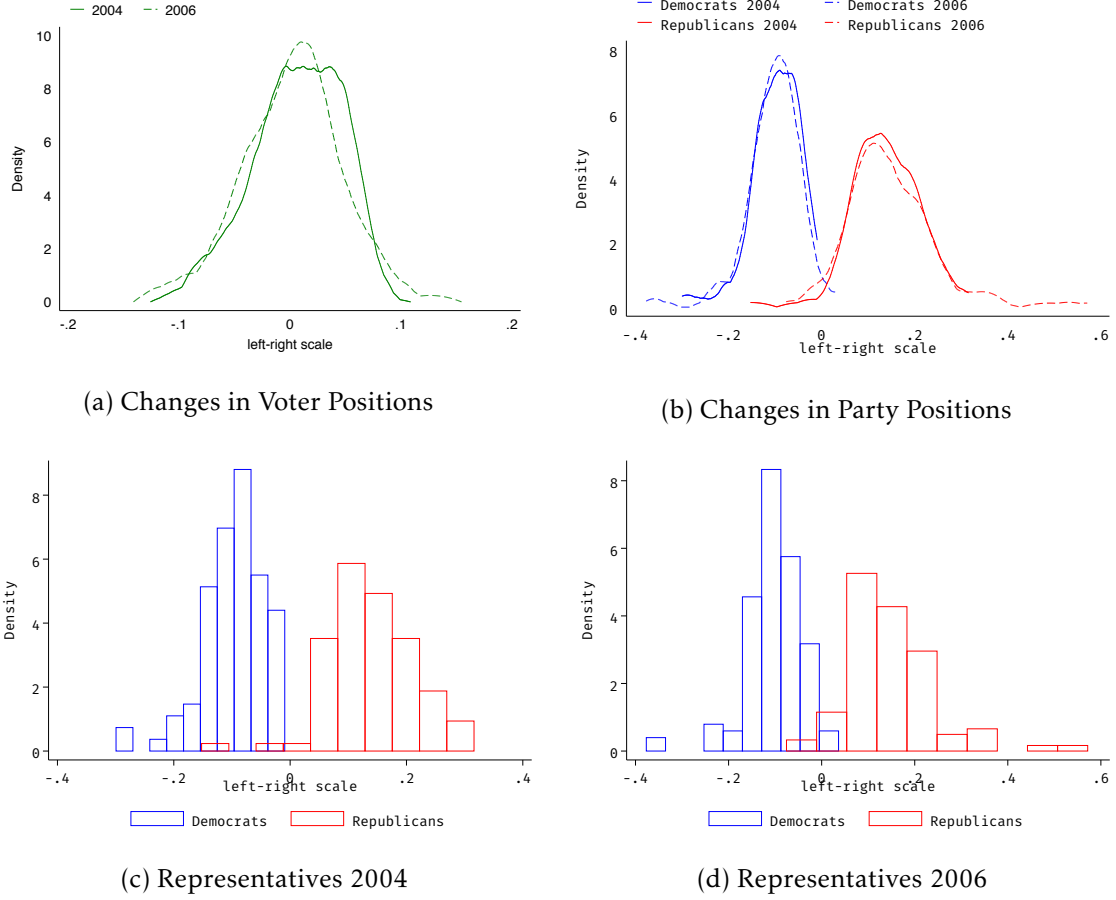 2004 2006
10
8
6
4
2
0
Density
-.2 -.1 0 .1 .2
left-right scale
(a) Changes in Voter Positions
Democrats 2004 Democrats 2006
Republicans 2004 Republicans 2006
8
6
4
2
0
Density
-.4 -.2 0 .2 .4 .6
left-right scale
(b) Changes in Party Positions
8
6
4
2
0
Density
-.4 -.2 0 .2 .4
left-right scale
Democrats Republicans
(c) Representatives 2004
8
6
4
2
0
Density
-.4 -.2 0 .2 .4 .6
left-right scale
Democrats Republicans
(d) Representatives 2006